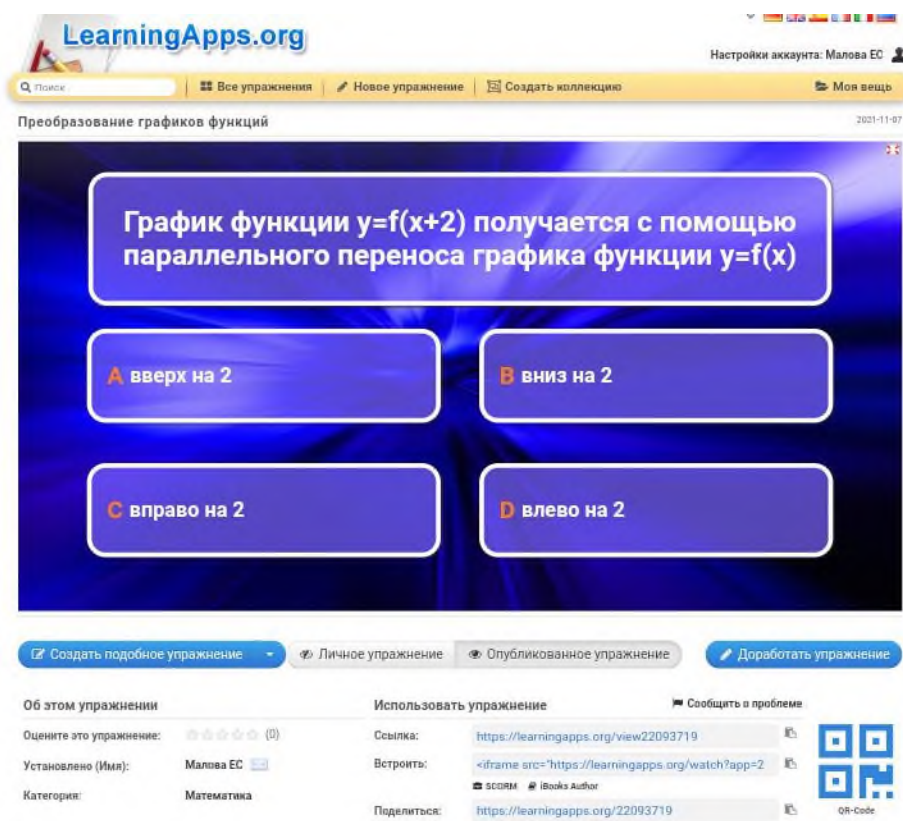 LearningApps.org
Настройки аккаунта: Малова ЕС
Поиск
Все упражнения
Новое упражнение
Создать коллекцию
Моя вещь
Преобразование графиков функций
2021-11-07
График функции y=f(x+2) получается с помощью
параллельного переноса графика функции y=f(x)
A вверх на 2
B вниз на 2
C вправо на 2
D влево на 2
Создать подобное упражнение
Личное упражнение
Опубликованное упражнение
Доработать упражнение
Об этом упражнении
Использовать упражнение
Сообщить о проблеме
Оцените это упражнение: (0)
Ссылка: https://learningapps.org/view22093719
Установлено (Имя): Малова ЕС
Встроить: <iframe src="https://learningapps.org/watch?app=2
SCORM iBooks Author
Категория: Математика
Поделиться: https://learningapps.org/22093719
QR-Code